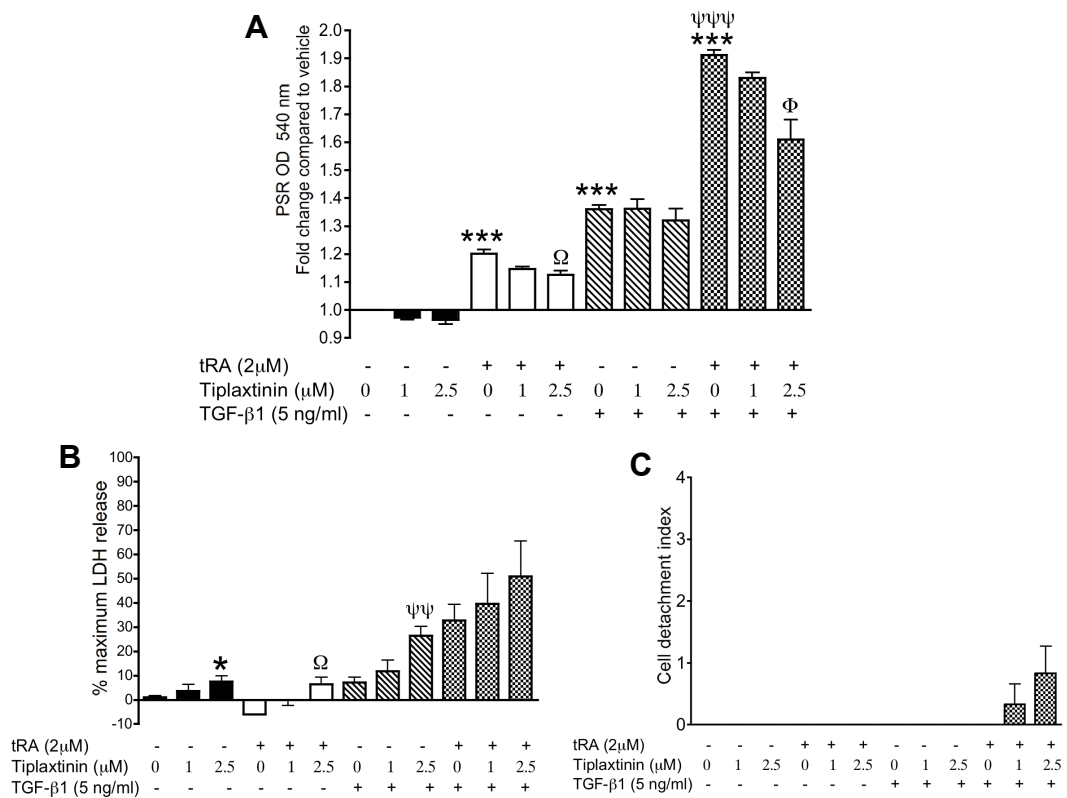 A
PSR OD 540 nm
Fold change compared to vehicle
2.0
1.9
1.8
1.7
1.6
1.5
1.4
1.3
1.2
1.1
1.0
0.9
***
Ω
***
ψψψ
***
Φ
tRA (2μM) - - - + + + - - - + + +
Tiplaxtinin (μM) 0 1 2.5 0 1 2.5 0 1 2.5 0 1 2.5
TGF-β1 (5 ng/ml) - - - - - - + + + + + +
B
% maximum LDH release
100
90
80
70
60
50
40
30
20
10
0
-10
*
Ω
ψψ
tRA (2μM) - - - + + + - - - + + +
Tiplaxtinin (μM) 0 1 2.5 0 1 2.5 0 1 2.5 0 1 2.5
TGF-β1 (5 ng/ml) - - - - - - + + + + + +
C
Cell detachment index
4
3
2
1
0
tRA (2μM) - - - + + + - - - + + +
Tiplaxtinin (μM) 0 1 2.5 0 1 2.5 0 1 2.5 0 1 2.5
TGF-β1 (5 ng/ml) - - - - - - + + + + + +